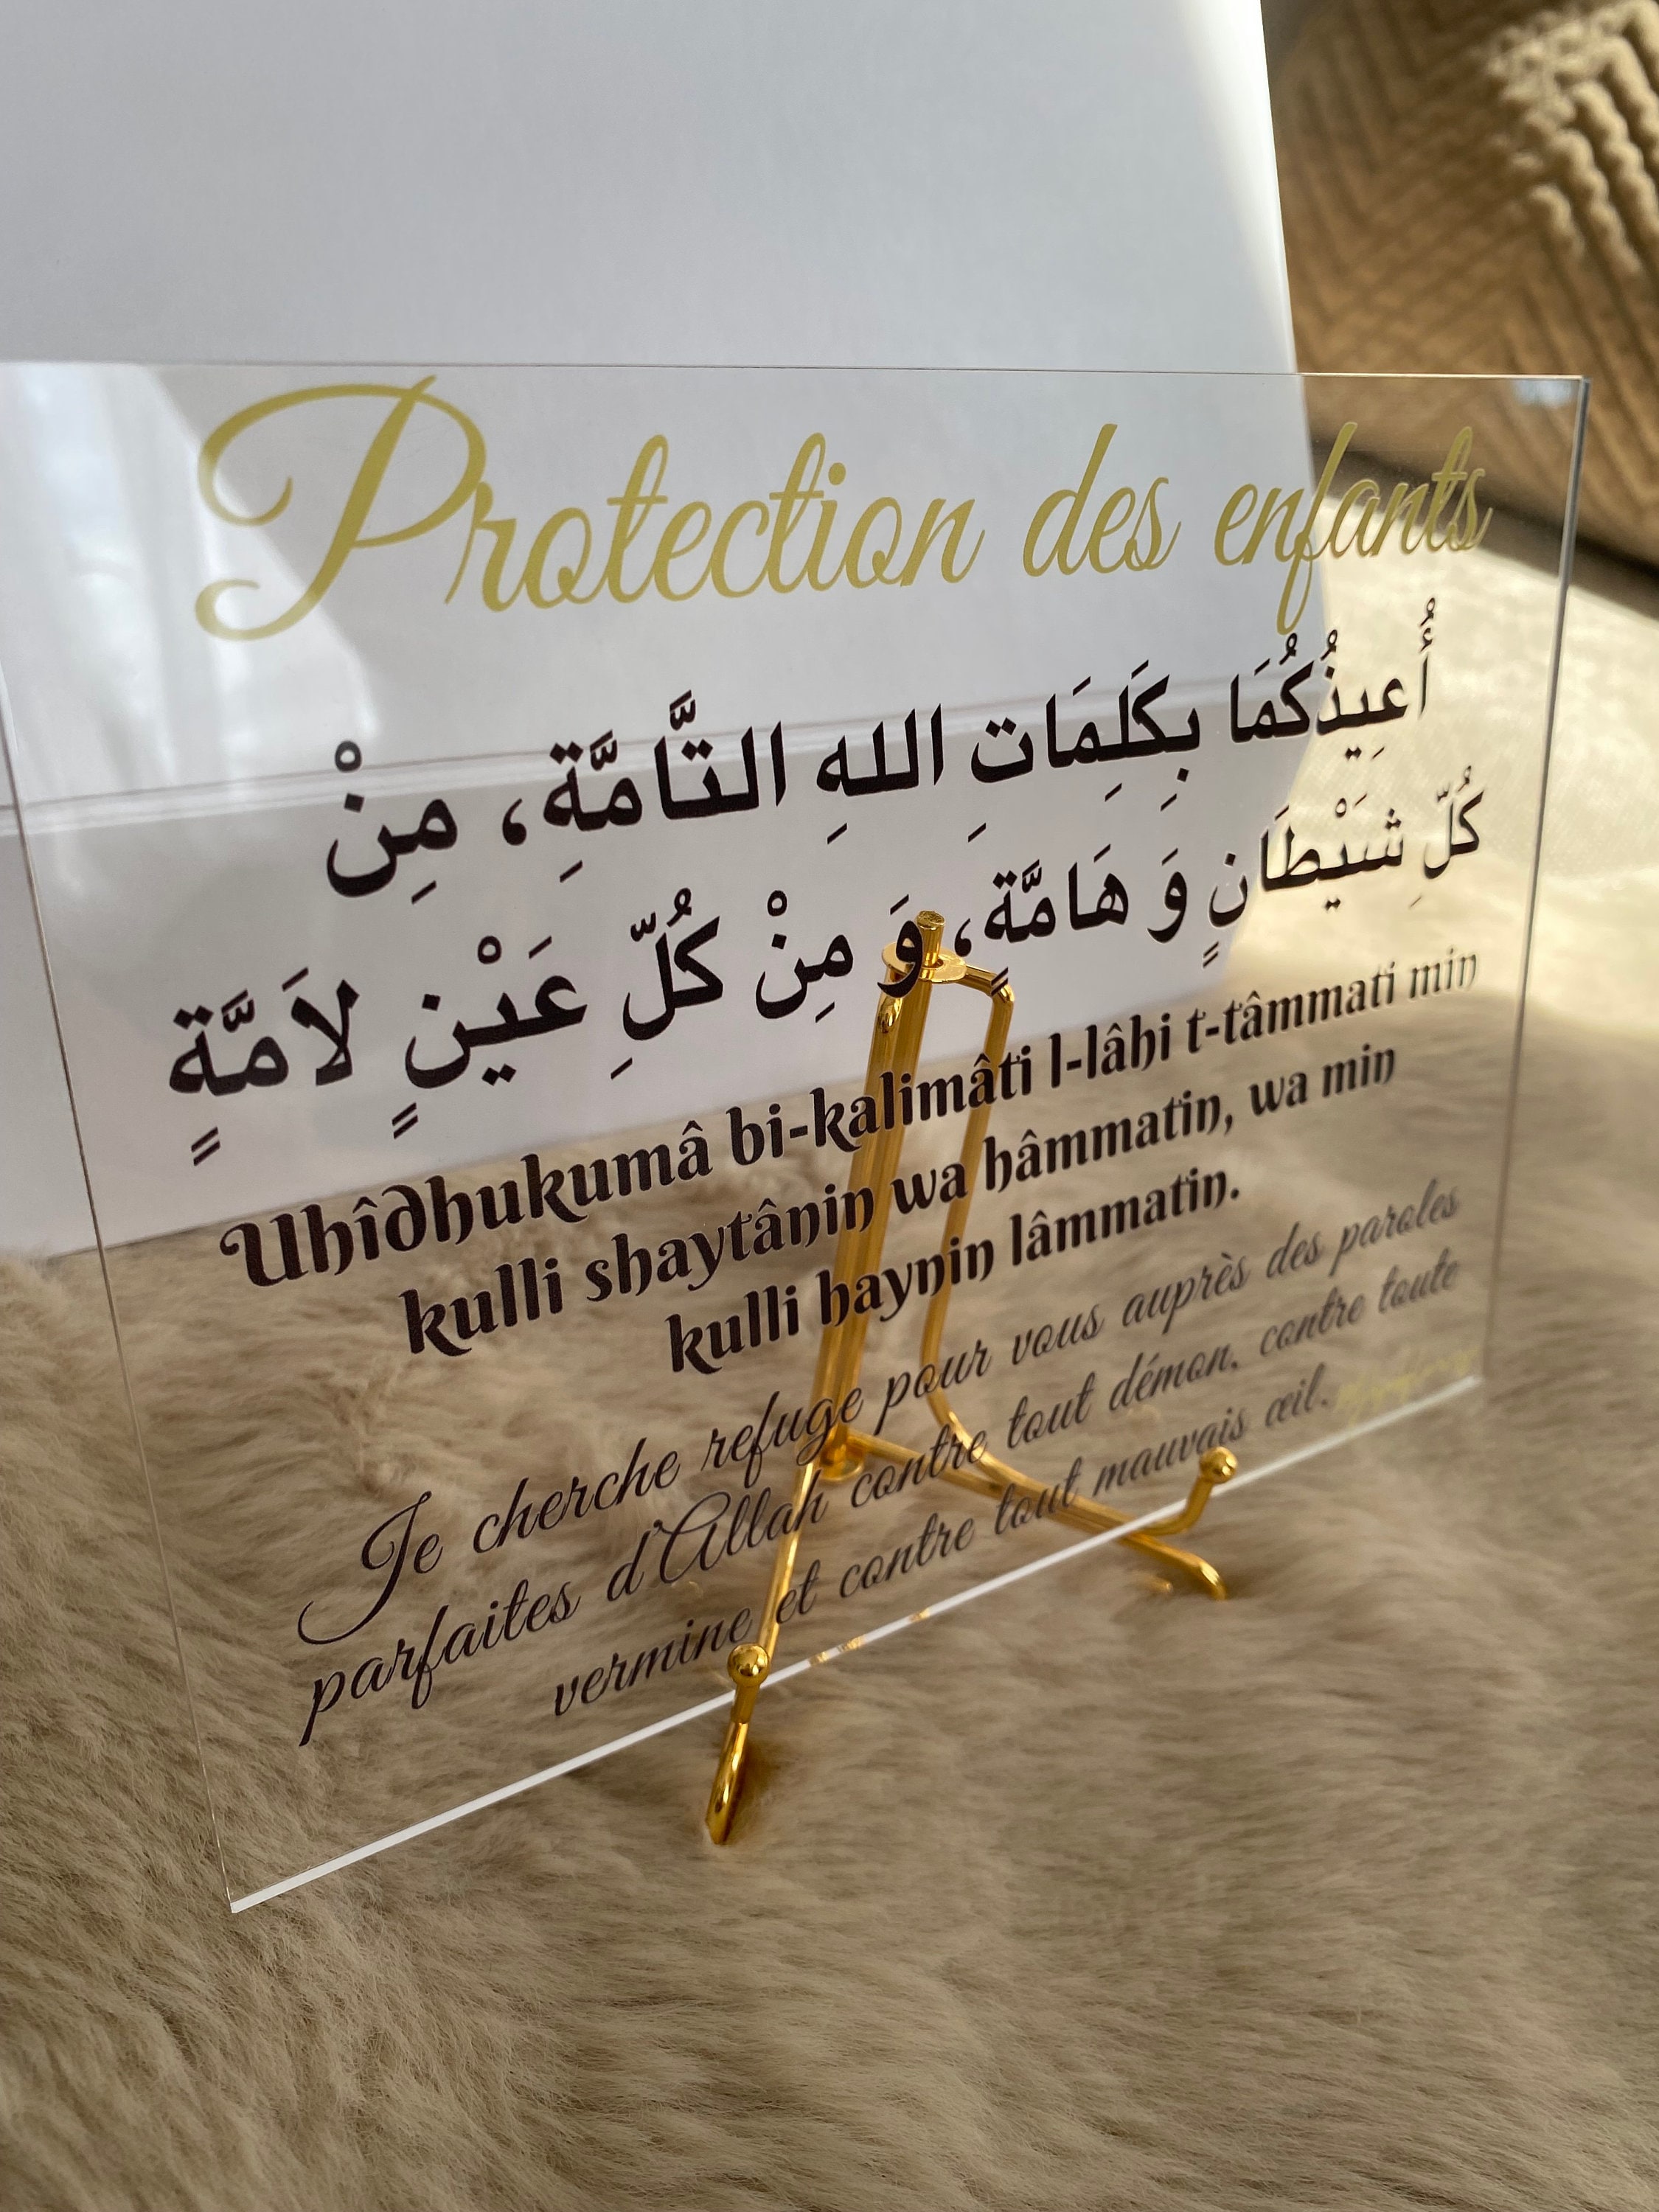 Protection des enfants
أُعِيذُكُمَا بِكَلِمَاتِ اللهِ التَّامَّةِ، مِنْ
كُلِّ شَيْطَانٍ وَ هَامَّةٍ، وَ مِنْ كُلِّ عَيْنٍ لاَمَّةٍ
Uhîdhukumâ bi-kalimâti l-lâhi t-tâmmati min
kulli shaytânin wa hâmmatin, wa min
kulli haynin lâmmatin.
Je cherche refuge pour vous auprès des paroles
parfaites d'Allah contre tout démon, contre toute
vermine et contre tout mauvais œil.